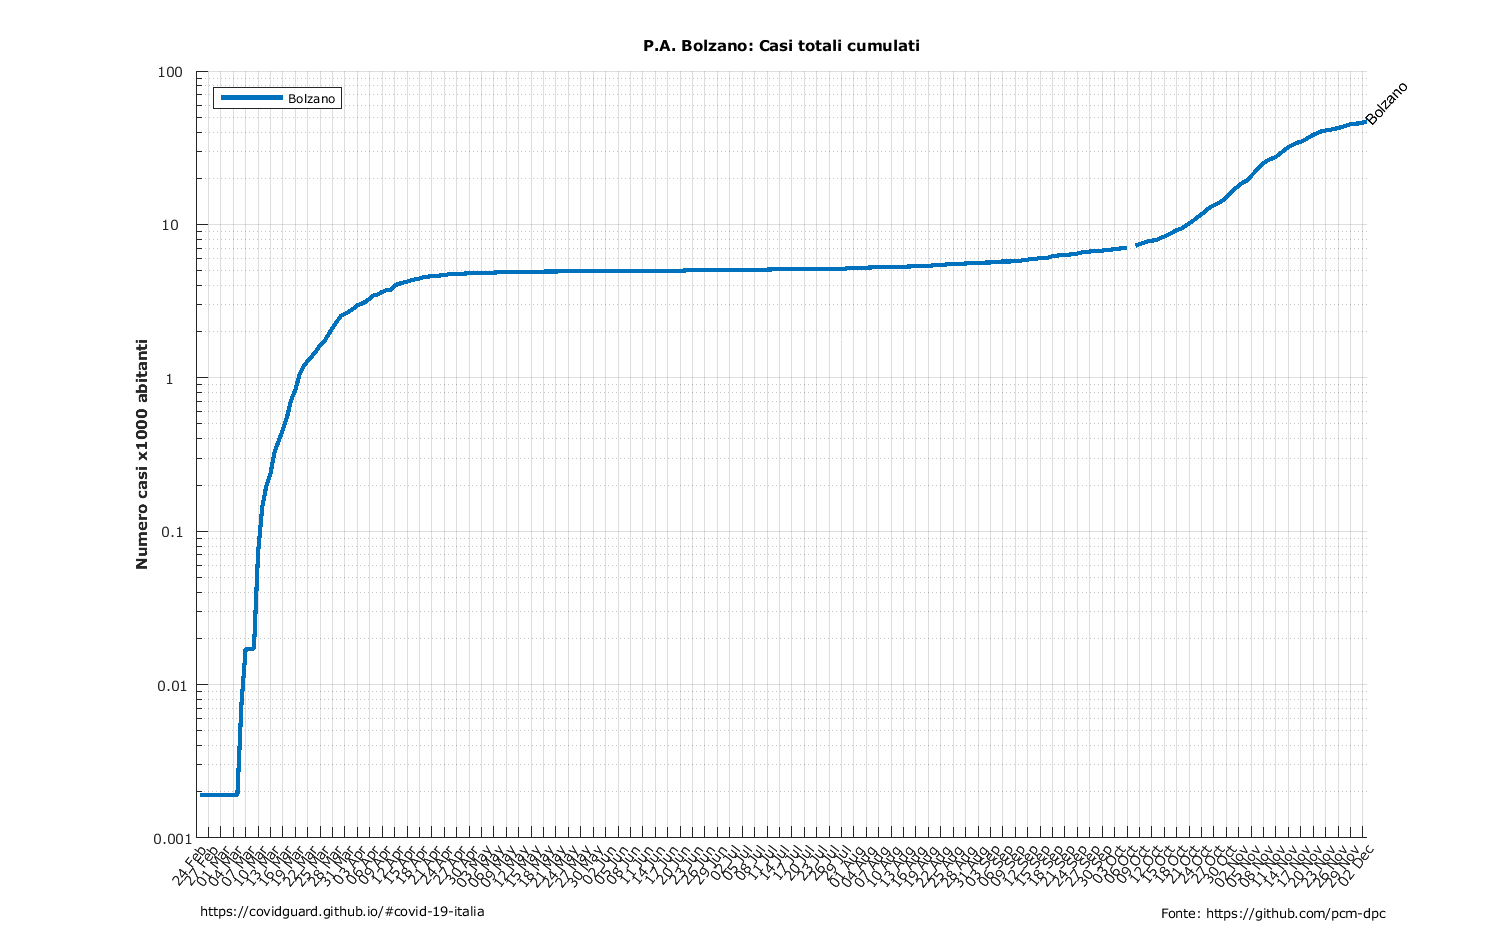 P.A. Bolzano: Casi totali cumulati
100
10
1
0.1
0.01
0.001
Numero casi x1000 abitanti
Bolzano
Bolzano
24 Feb
27 Feb
01 Mar
04 Mar
07 Mar
10 Mar
13 Mar
16 Mar
19 Mar
22 Mar
25 Mar
28 Mar
31 Mar
03 Apr
06 Apr
09 Apr
12 Apr
15 Apr
18 Apr
21 Apr
24 Apr
27 Apr
30 Apr
03 May
06 May
09 May
12 May
15 May
18 May
21 May
24 May
27 May
30 May
02 Jun
05 Jun
08 Jun
11 Jun
14 Jun
17 Jun
20 Jun
23 Jun
26 Jun
29 Jun
02 Jul
05 Jul
08 Jul
11 Jul
14 Jul
17 Jul
20 Jul
23 Jul
26 Jul
29 Jul
01 Aug
04 Aug
07 Aug
10 Aug
13 Aug
16 Aug
19 Aug
22 Aug
25 Aug
28 Aug
31 Aug
03 Sep
06 Sep
09 Sep
12 Sep
15 Sep
18 Sep
21 Sep
24 Sep
27 Sep
30 Sep
03 Oct
06 Oct
09 Oct
12 Oct
15 Oct
18 Oct
21 Oct
24 Oct
27 Oct
30 Oct
02 Nov
05 Nov
08 Nov
11 Nov
14 Nov
17 Nov
20 Nov
23 Nov
26 Nov
29 Nov
02 Dec
https://covidguard.github.io/#covid-19-italia
Fonte: https://github.com/pcm-dpc